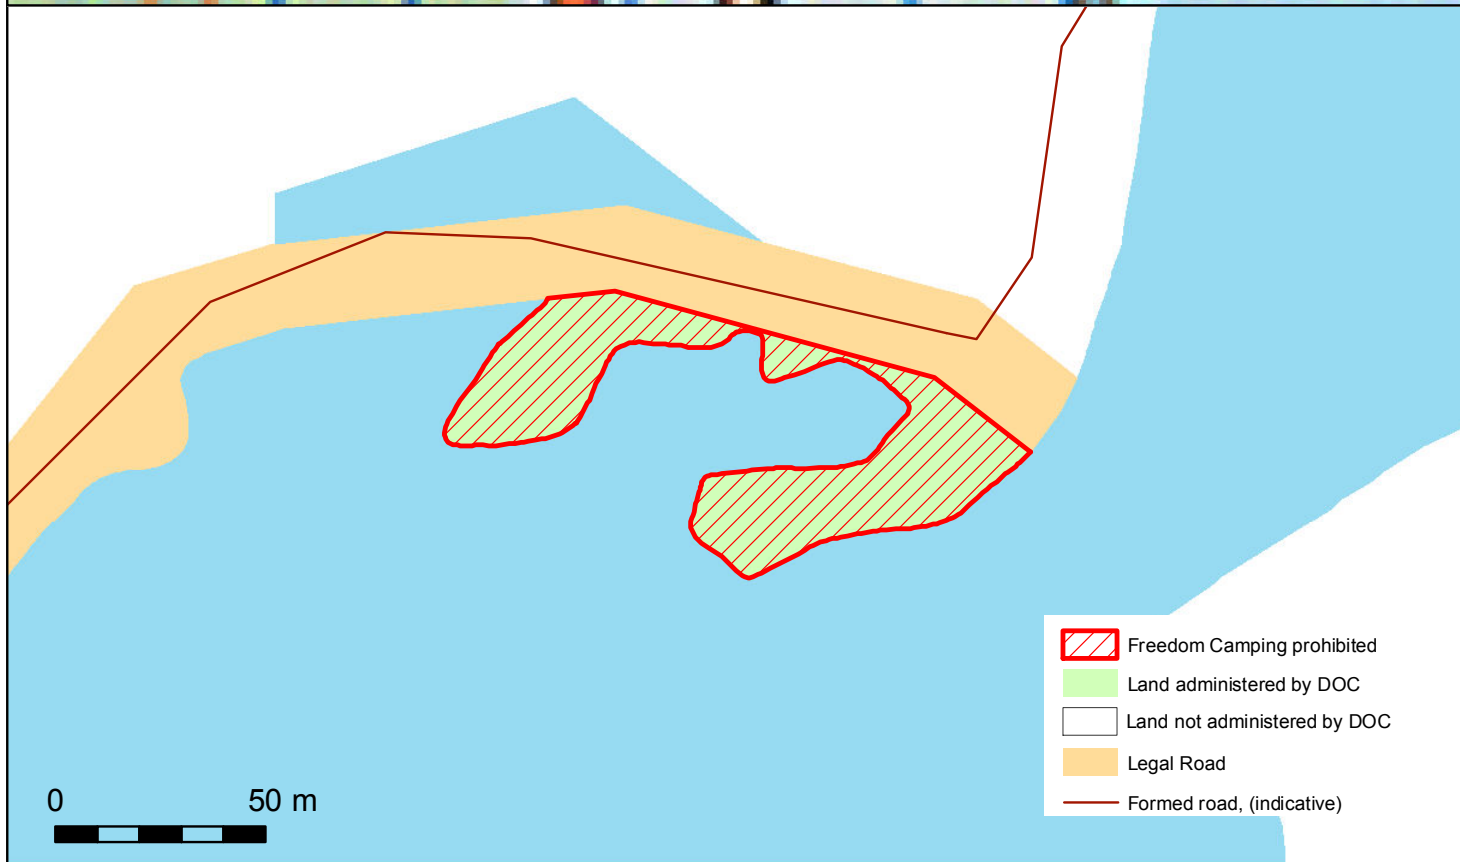 Freedom Camping prohibited
Land administered by DOC
Land not administered by DOC
Legal Road
Formed road, (indicative)
0 50 m